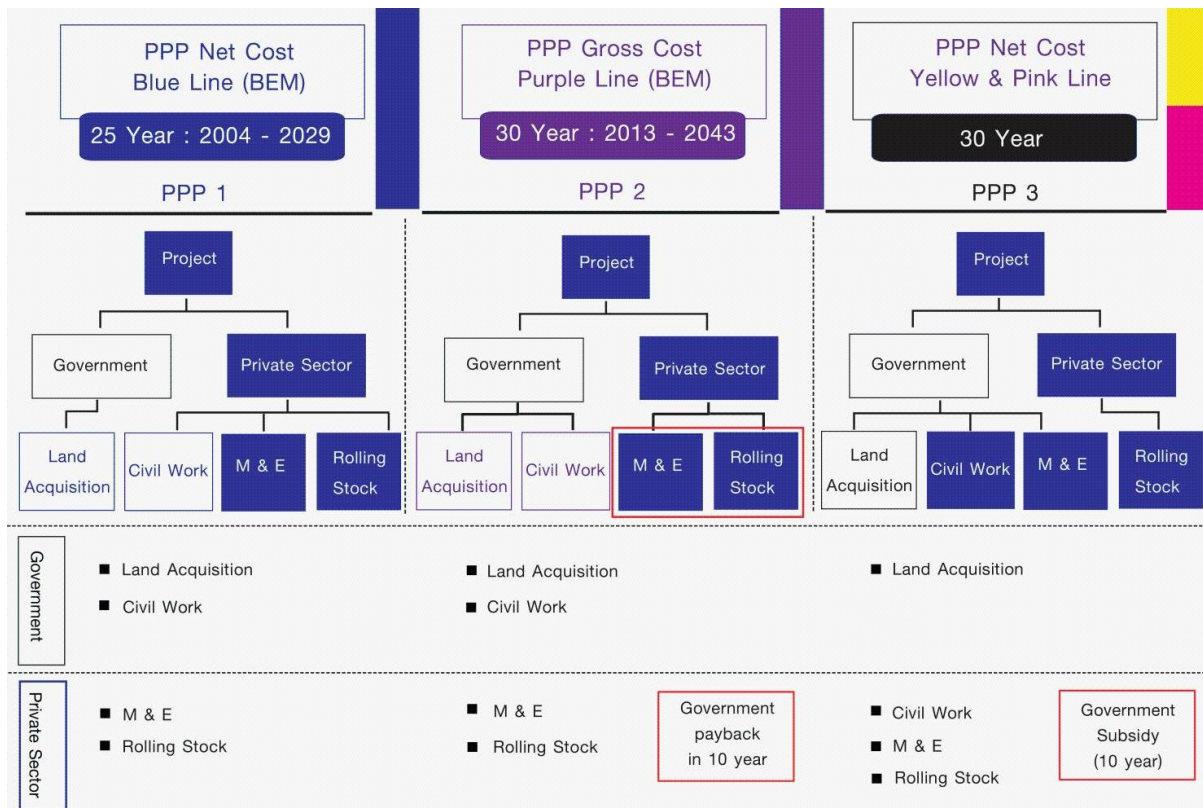 PPP Net Cost
Blue Line (BEM)
25 Year : 2004 - 2029
PPP 1
PPP Gross Cost
Purple Line (BEM)
30 Year : 2013 - 2043
PPP 2
PPP Net Cost
Yellow & Pink Line
30 Year
PPP 3
Project
Government
Private Sector
Land
Acquisition
Civil Work
M & E
Rolling
Stock
Project
Government
Private Sector
Land
Acquisition
Civil Work
M & E
Rolling
Stock
Project
Government
Private Sector
Land
Acquisition
Civil Work
M & E
Rolling
Stock
Government
■ Land Acquisition
■ Civil Work
■ Land Acquisition
■ Civil Work
■ Land Acquisition
Private Sector
■ M & E
■ Rolling Stock
■ M & E
■ Rolling Stock
Government
payback
in 10 year
■ Civil Work
■ M & E
■ Rolling Stock
Government
Subsidy
(10 year)